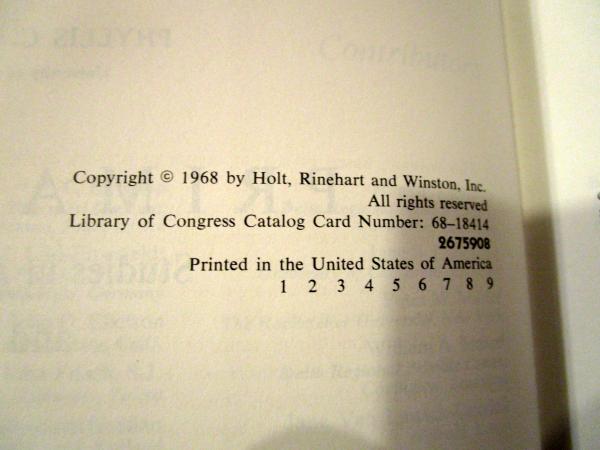 Copyright © 1968 by Holt, Rinehart and Winston, Inc.
All rights reserved
Library of Congress Catalog Card Number: 68–18414
2675908
Printed in the United States of America
1 2 3 4 5 6 7 8 9